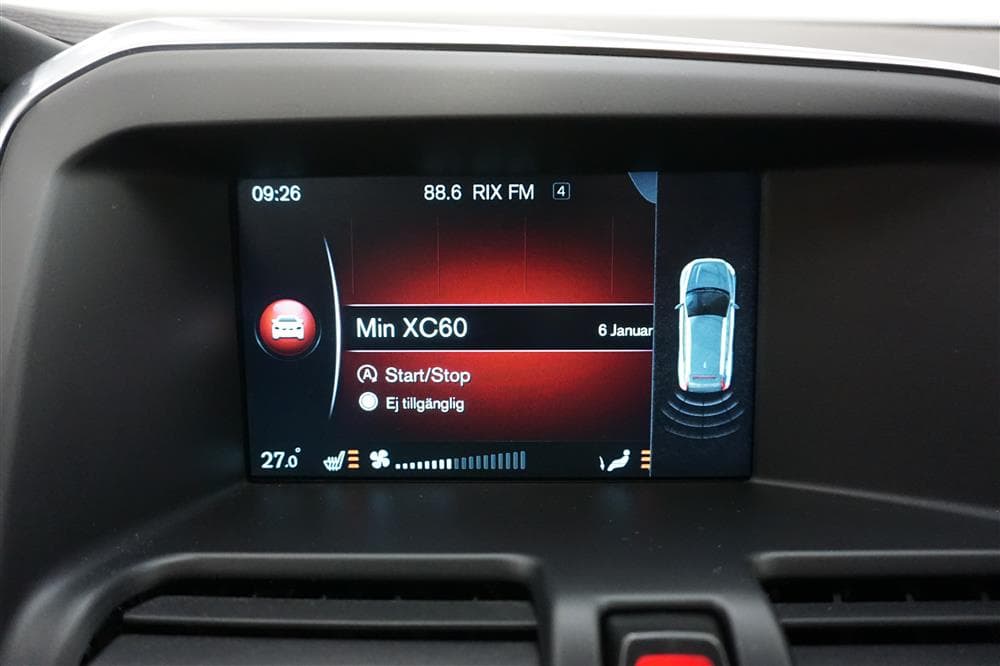 09:26 88.6 RIX FM 4
Min XC60 6 Januar
Start/Stop
Ej tillgänglig
27.0°